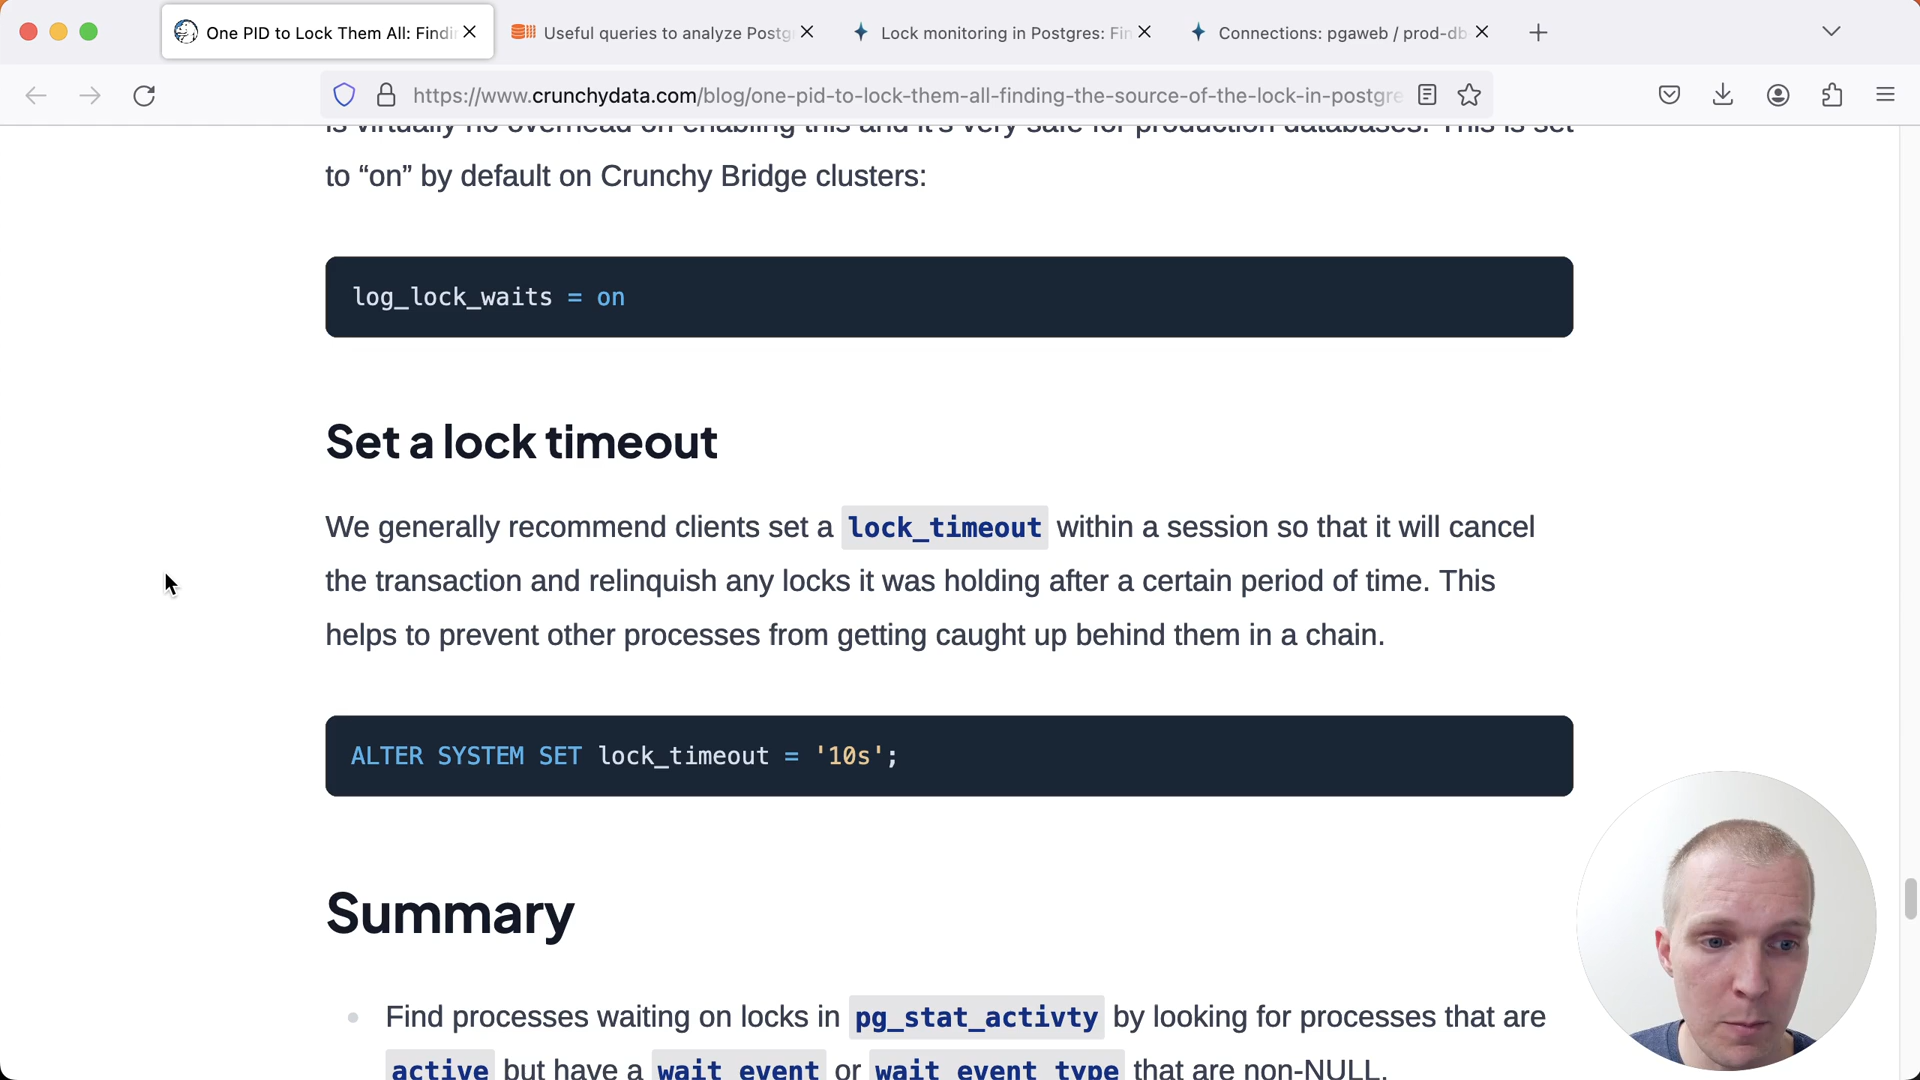 One PID to Lock Them All: Findi
Useful queries to analyze Postg
Lock monitoring in Postgres: Fin
Connections: pgaweb / prod-db
https://www.crunchydata.com/blog/one-pid-to-lock-them-all-finding-the-source-of-the-lock-in-postgre
is virtually no overhead on enabling this and it's very safe for production databases. This is set
to “on” by default on Crunchy Bridge clusters:
log_lock_waits = on
Set a lock timeout
We generally recommend clients set a lock_timeout within a session so that it will cancel
the transaction and relinquish any locks it was holding after a certain period of time. This
helps to prevent other processes from getting caught up behind them in a chain.
ALTER SYSTEM SET lock_timeout = '10s';
Summary
Find processes waiting on locks in pg_stat_activty by looking for processes that are
active but have a wait_event or wait_event_type that are non-NULL.